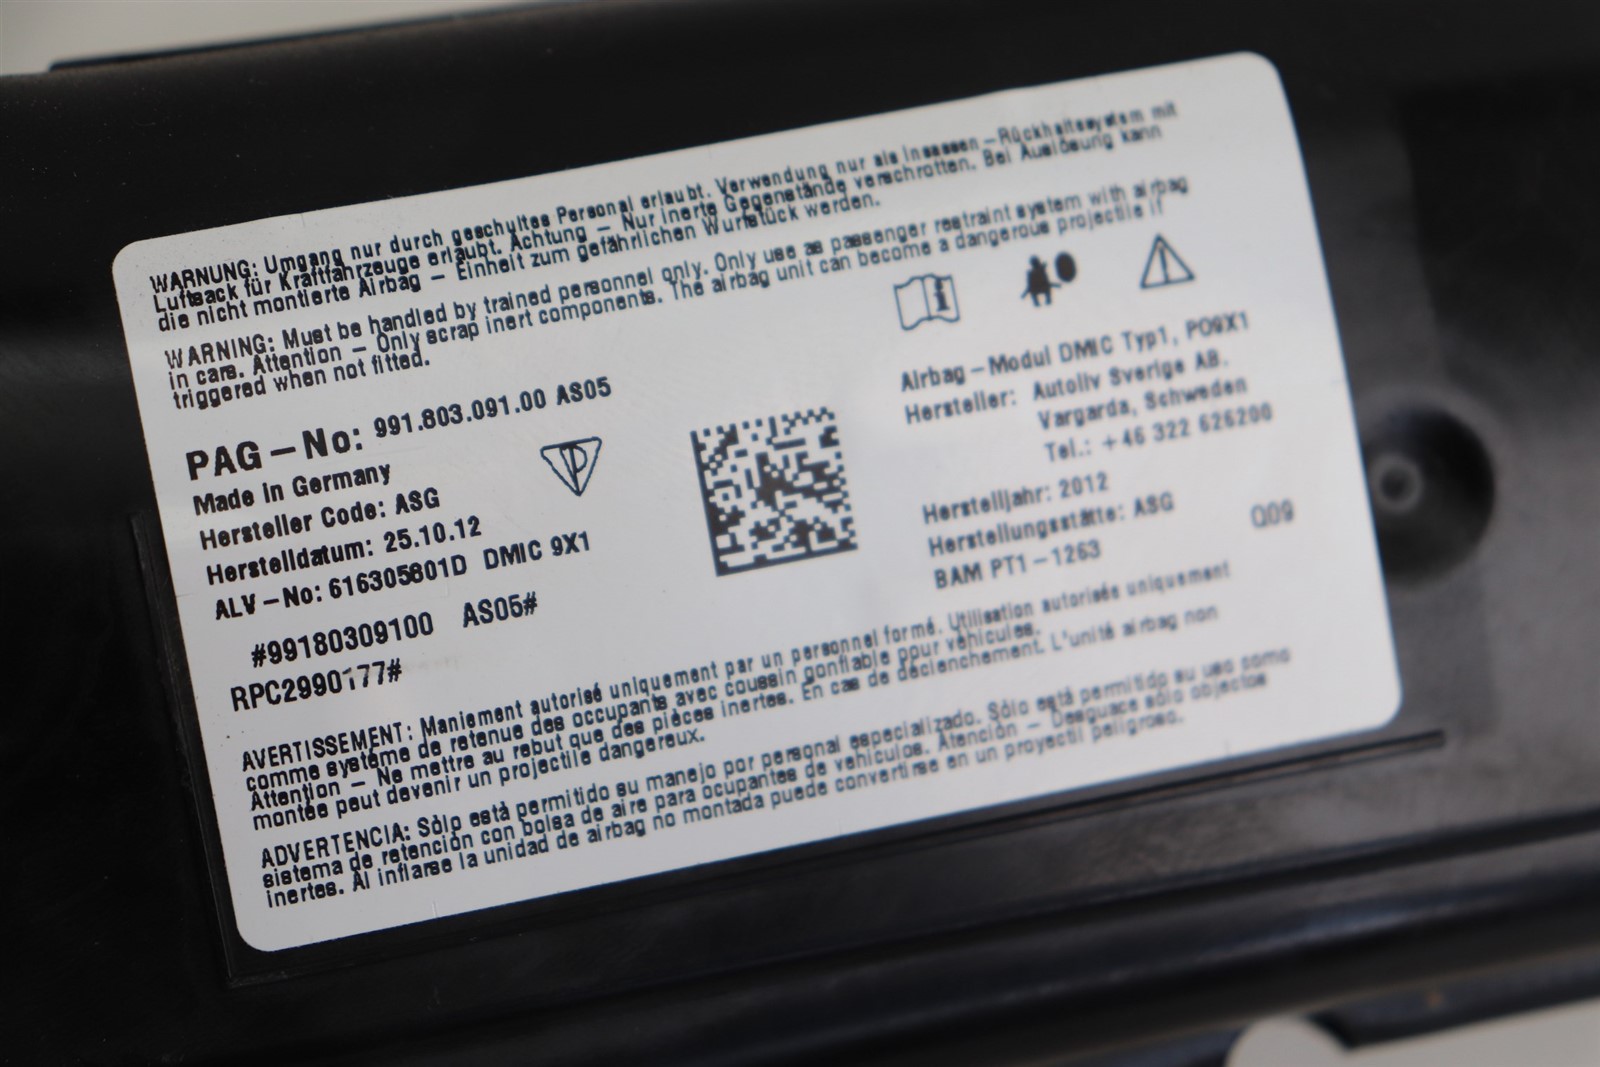 WARNUNG: Umgang nur durch geschultes Personal erlaubt. Verwendung nur als Insassen-Rückhaltesystem mit
Luftsack für Kraftfahrzeuge erlaubt. Achtung - Nur inerte Gegenstände verschrotten. Bei Auslösung kann
die nicht montierte Airbag - Einheit zum gefährlichen Wurfstück werden.
WARNING: Must be handled by trained personnel only. Only use as passenger restraint system with airbag
in cars. Attention - Only scrap inert components. The airbag unit can become a dangerous projectile if
triggered when not fitted.
PAG-No: 991.803.091.00 AS05
Made in Germany
Hersteller Code: ASG
Herstelldatum: 25.10.12
ALV-No: 616305801D DMIC 9X1
#99180309100 AS05#
RPC2990177#
P
i
Airbag-Modul DMIC Typ1, PO9X1
Hersteller: Autoliv Sverige AB.
Vargarda, Schweden
Tel.: +46 322 626200
Herstelljahr: 2012
Herstellungsstätte: ASG
BAM PT1-1263
Q09
AVERTISSEMENT: Maniement autorisé uniquement par un personnel formé. Utilisation autorisée uniquement
comme système de retenue des occupants avec coussin gonflable pour véhicules.
Attention - Ne mettre au rebut que des pièces inertes. En cas de déclenchement. L'unité airbag non
montée peut devenir un projectile dangereux.
ADVERTENCIA: Sólo está permitido su manejo por personal especializado. Sólo está permitido su uso como
sistema de retención con bolsa de aire para ocupantes de vehículos. Atención - Desguace sólo objectos
inertes. Al inflarse la unidad de airbag no montada puede convertirse en un proyectil peligroso.